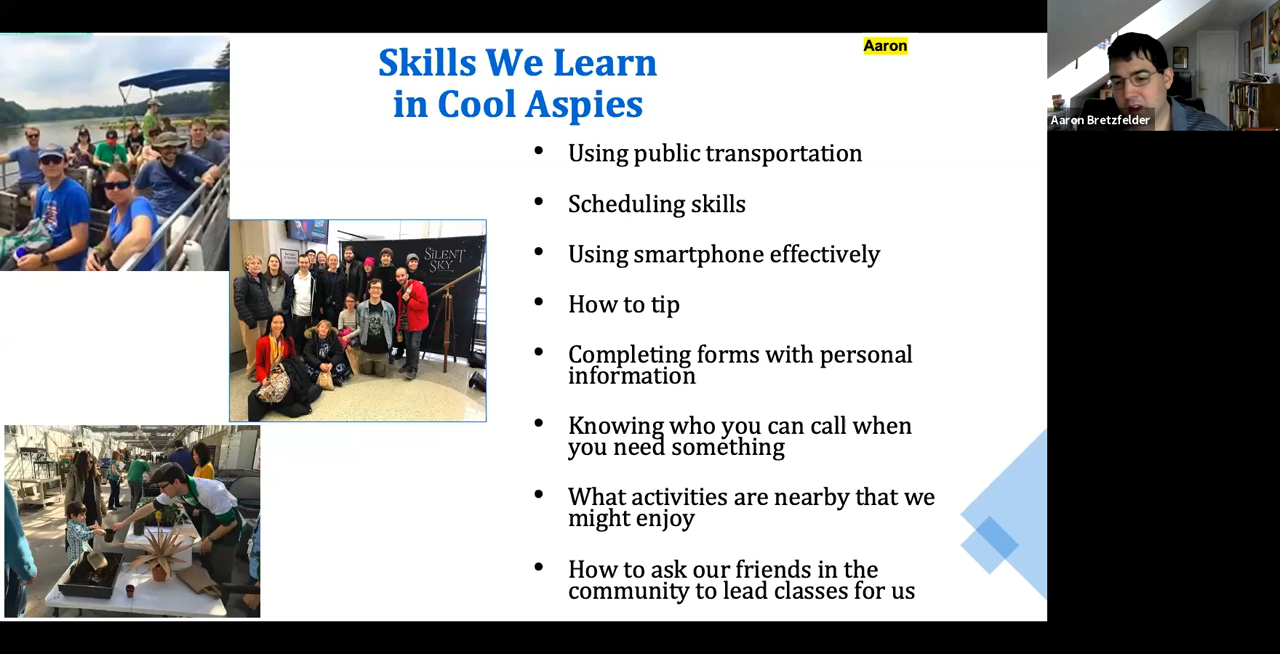 Skills We Learn
in Cool Aspies
Aaron
Aaron Bretzfelder
• Using public transportation
• Scheduling skills
• Using smartphone effectively
• How to tip
• Completing forms with personal
information
• Knowing who you can call when
you need something
• What activities are nearby that we
might enjoy
• How to ask our friends in the
community to lead classes for us
SILENT
SKY